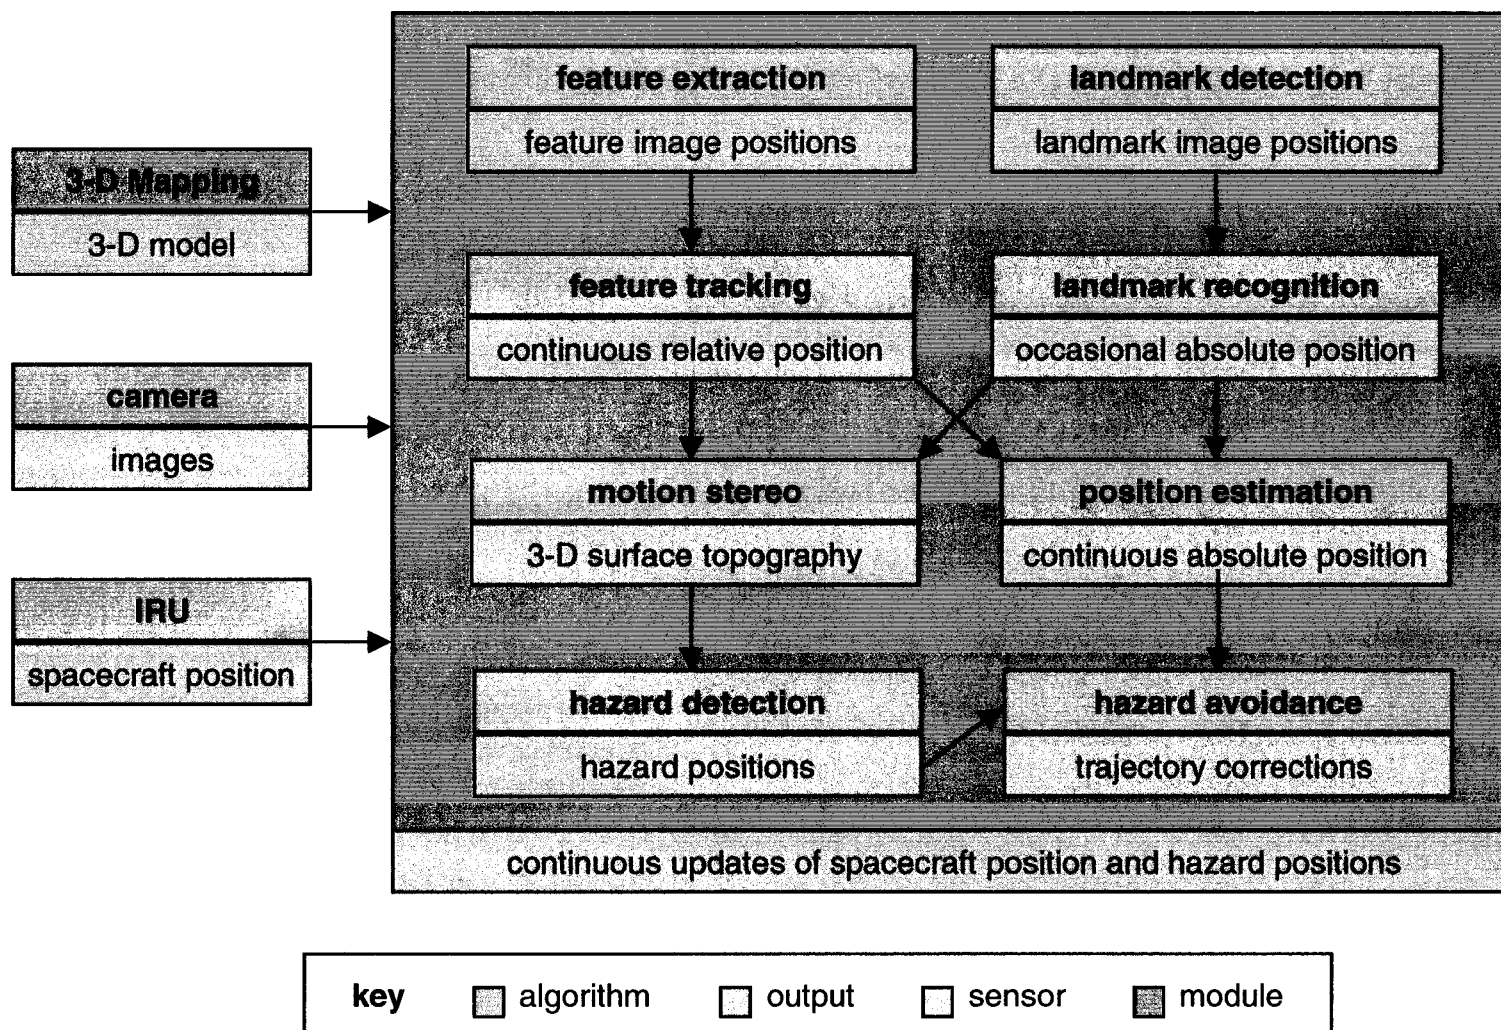 feature extraction
feature image positions
landmark detection
landmark image positions
3-D Mapping
3-D model
feature tracking
continuous relative position
landmark recognition
occasional absolute position
camera
images
motion stereo
3-D surface topography
position estimation
continuous absolute position
IRU
spacecraft position
hazard detection
hazard positions
hazard avoidance
trajectory corrections
continuous updates of spacecraft position and hazard positions
key algorithm output sensor module